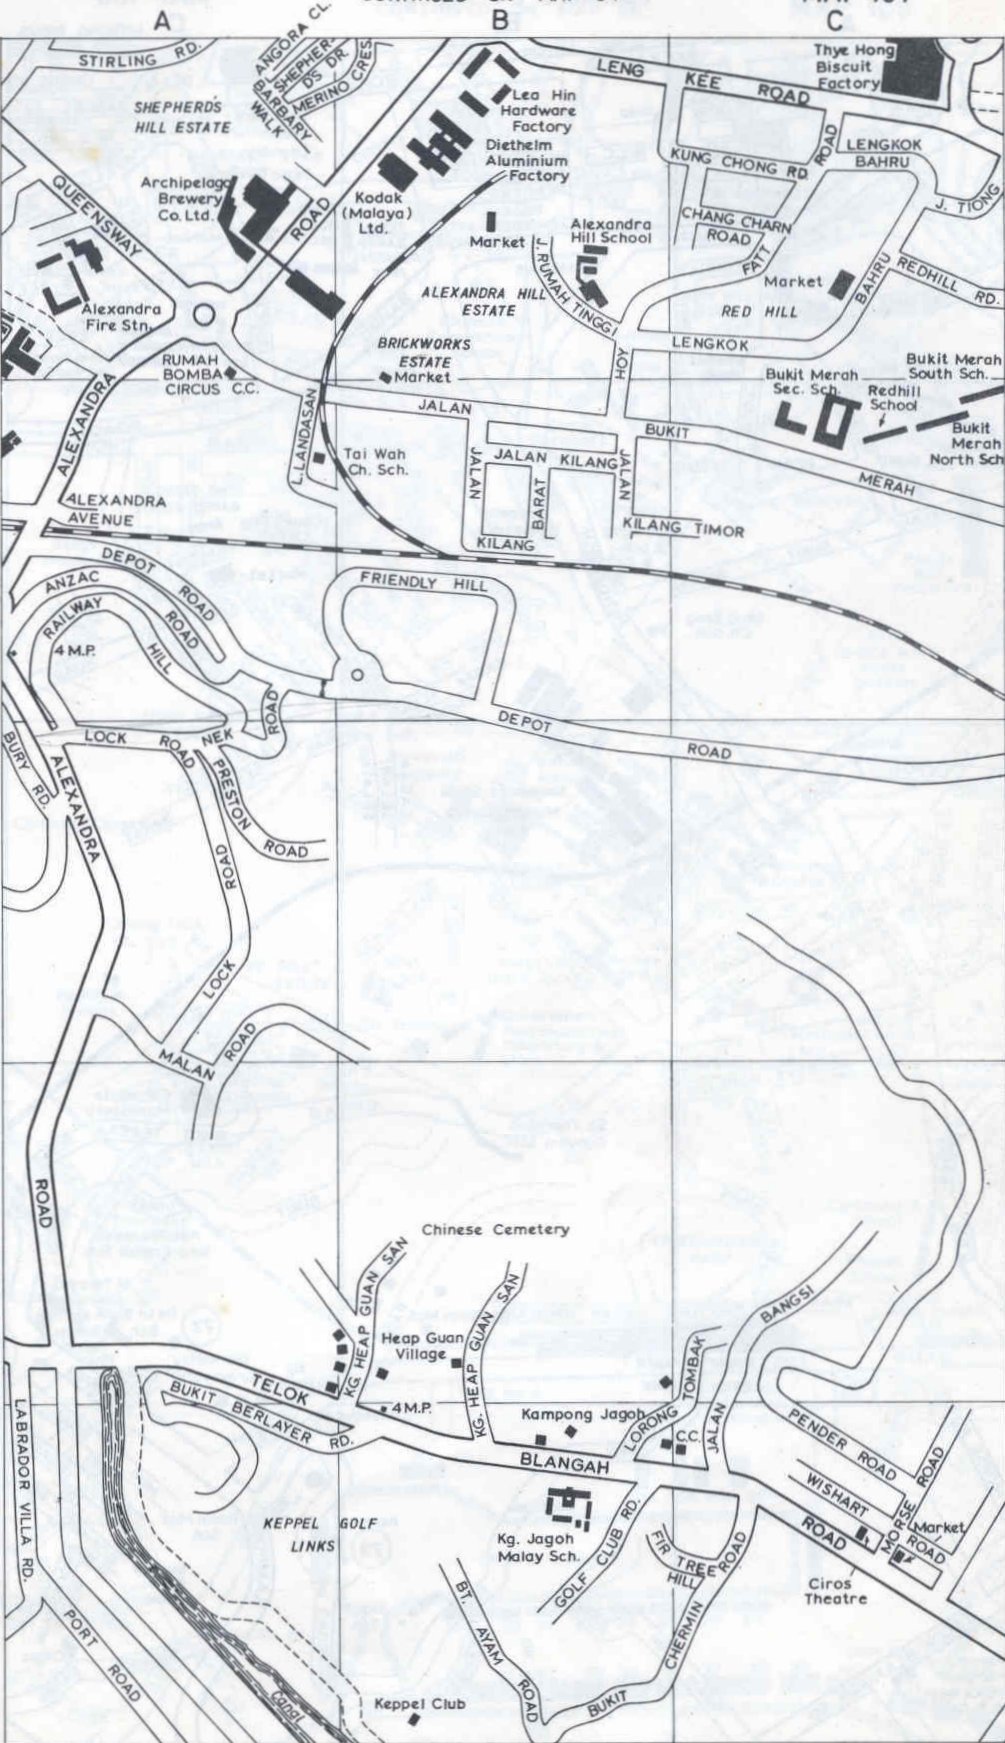 A
B
C
STIRLING RD.
ANGORA CL.
SHEPHER-
DS DR.
MERINO CRES
BARBARY
WALK
SHEPHERD'S
HILL ESTATE
QUEENSWAY
Archipelago
Brewery
Co. Ltd.
ROAD
Kodak
(Malaya)
Ltd.
Lea Hin
Hardware
Factory
Diethelm
Aluminium
Factory
LENG KEE ROAD
Thye Hong
Biscuit
Factory
KUNG CHONG RD.
ROAD
LENGKOK
BAHRU
J. TIONG
CHANG CHARN
ROAD
FATT
Market
J. RUMAH TINGGI
Alexandra
Hill School
Market
BAHRU
REDHILL RD.
RED HILL
LENGKOK
HOY
ALEXANDRA HILL
ESTATE
BRICKWORKS
ESTATE
Market
Alexandra
Fire Stn.
RUMAH
BOMBA
CIRCUS C.C.
ALEXANDRA
Bukit Merah
South Sch.
Bukit Merah
Sec. Sch.
Redhill
School
Bukit
Merah
North Sch
JALAN
BUKIT
MERAH
L. LANDASAN
Tai Wah
Ch. Sch.
JALAN
JALAN KILANG
BARAT
JALAN
KILANG
KILANG TIMOR
ALEXANDRA
AVENUE
DEPOT
ROAD
ANZAC
ROAD
RAILWAY
HILL
4 M.P.
FRIENDLY HILL
DEPOT
ROAD
ROAD
NEK
LOCK
ROAD
BURY RD.
ALEXANDRA
PRESTON
ROAD
ROAD
LOCK
MALAN
ROAD
ROAD
Chinese Cemetery
KG. HEAP GUAN SAN
Heap Guan
Village
KG. HEAP GUAN SAN
4 M.P.
TELOK
BUKIT
BERLAYER RD.
LABRADOR VILLA RD.
Kampong Jagoh
LORONG
TOMBAK
C.C.
JALAN
BANGSI
BLANGAH
PENDER ROAD
WISHART
ROAD
MORSE
ROAD
Market
ROAD
Ciros
Theatre
KEPPEL GOLF
LINKS
Kg. Jagoh
Malay Sch.
GOLF CLUB RD.
FIR TREE
HILL
ROAD
CHERMIN
BUKIT
BT. AYAM
ROAD
PORT
ROAD
Canal
Keppel Club